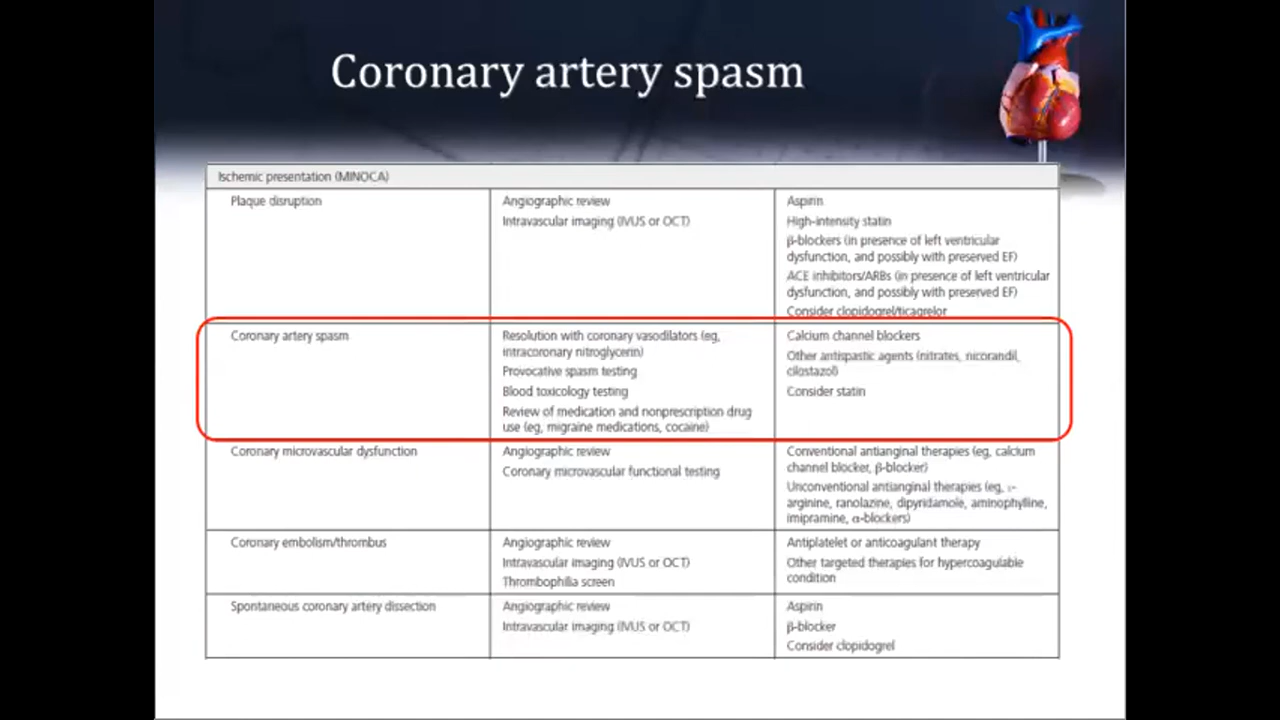 Coronary artery spasm
Ischemic presentation (MINOCA)
Plaque disruption
Angiographic review
Intravascular imaging (IVUS or OCT)
Aspirin
High-intensity statin
β-blockers (in presence of left ventricular
dysfunction, and possibly with preserved EF)
ACE inhibitors/ARBs (in presence of left ventricular
dysfunction, and possibly with preserved EF)
Consider clopidogrel/ticagrelor
Coronary artery spasm
Resolution with coronary vasodilators (eg,
intracoronary nitroglycerin)
Provocative spasm testing
Blood toxicology testing
Review of medication and nonprescription drug
use (eg, migraine medications, cocaine)
Calcium channel blockers
Other antispastic agents (nitrates, nicorandil,
cilostazol)
Consider statin
Coronary microvascular dysfunction
Angiographic review
Coronary microvascular functional testing
Conventional antianginal therapies (eg, calcium
channel blocker, β-blocker)
Unconventional antianginal therapies (eg, ʟ-
arginine, ranolazine, dipyridamole, aminophylline,
imipramine, α-blockers)
Coronary embolism/thrombus
Angiographic review
Intravascular imaging (IVUS or OCT)
Thrombophilia screen
Antiplatelet or anticoagulant therapy
Other targeted therapies for hypercoagulable
condition
Spontaneous coronary artery dissection
Angiographic review
Intravascular imaging (IVUS or OCT)
Aspirin
β-blocker
Consider clopidogrel